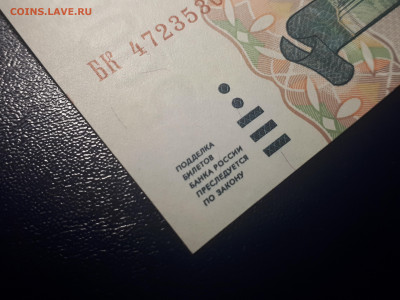 COINS.LAVE.RU
БК 472358
ПОДДЕЛКА
БИЛЕТОВ
БАНКА РОССИИ
ПРЕСЛЕДУЕТСЯ
ПО ЗАКОНУ